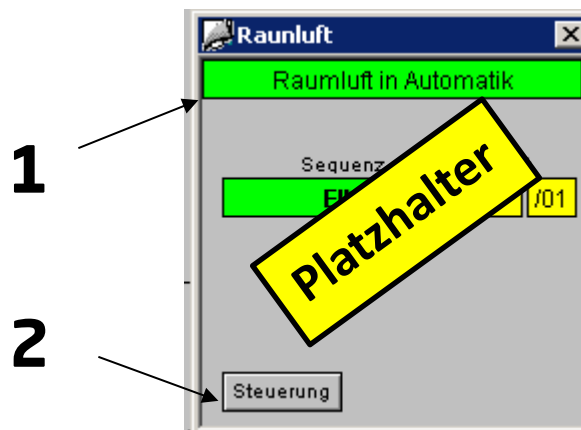 Raunluft
Raumluft in Automatik
1
Sequenz
/01
Platzhalter
2
Steuerung